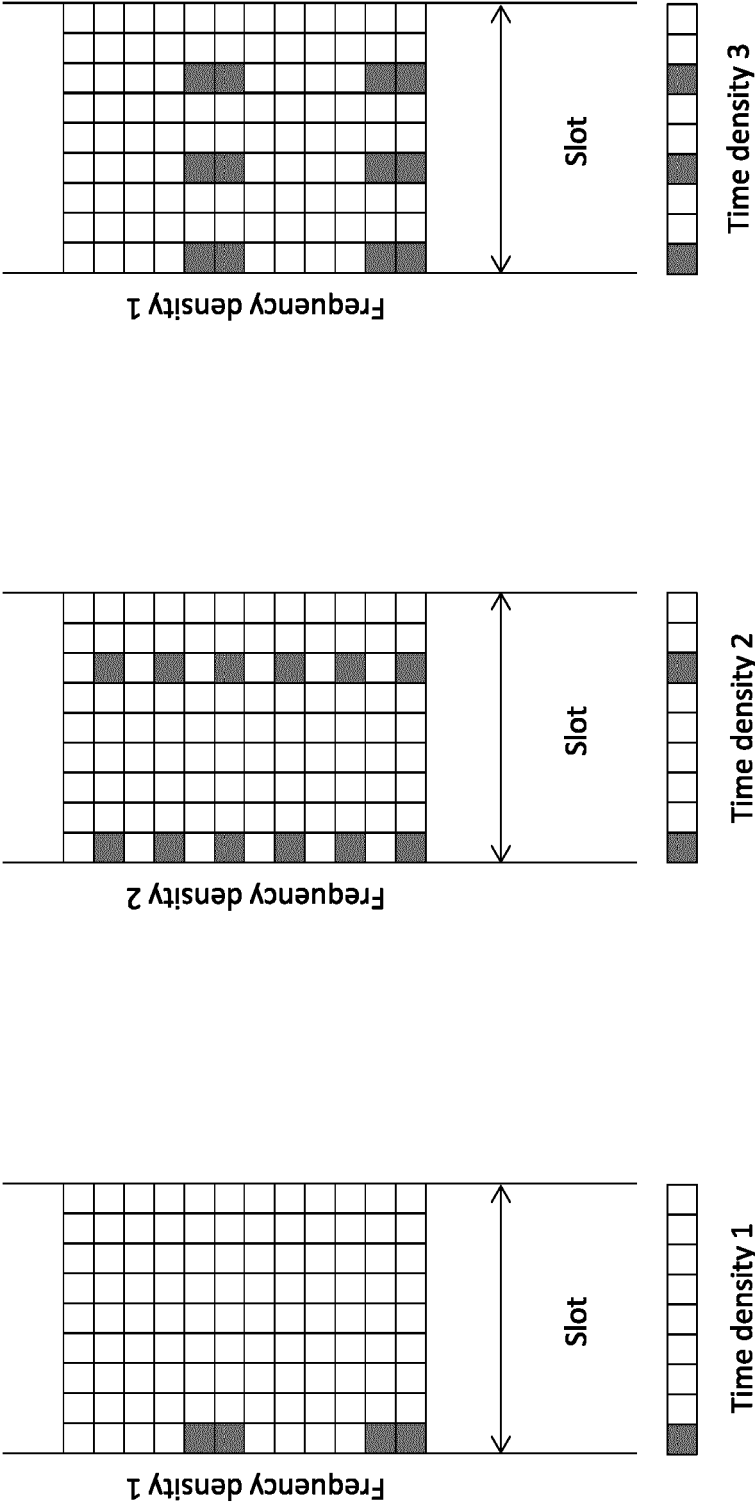 Frequency density 1
Slot
Time density 1
Frequency density 2
Slot
Time density 2
Frequency density 1
Slot
Time density 3